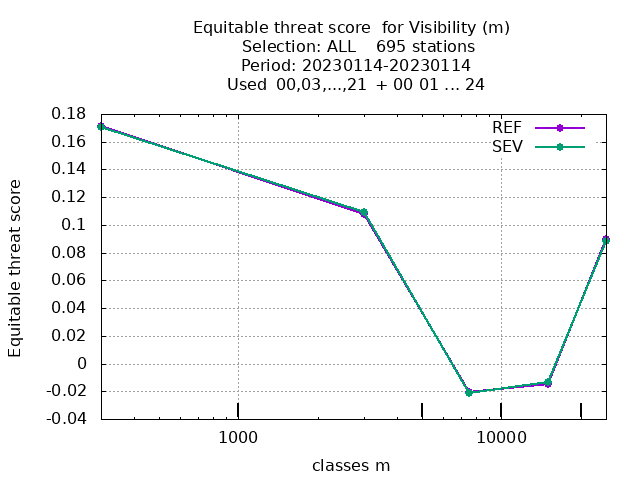 Equitable threat score  for Visibility (m)
Selection: ALL    695 stations
Period: 20230114-20230114
Used  00,03,...,21  + 00 01 ... 24
REF
SEV
0.18
0.16
0.14
0.12
0.1
0.08
0.06
0.04
0.02
0
-0.02
-0.04
Equitable threat score
1000
10000
classes m